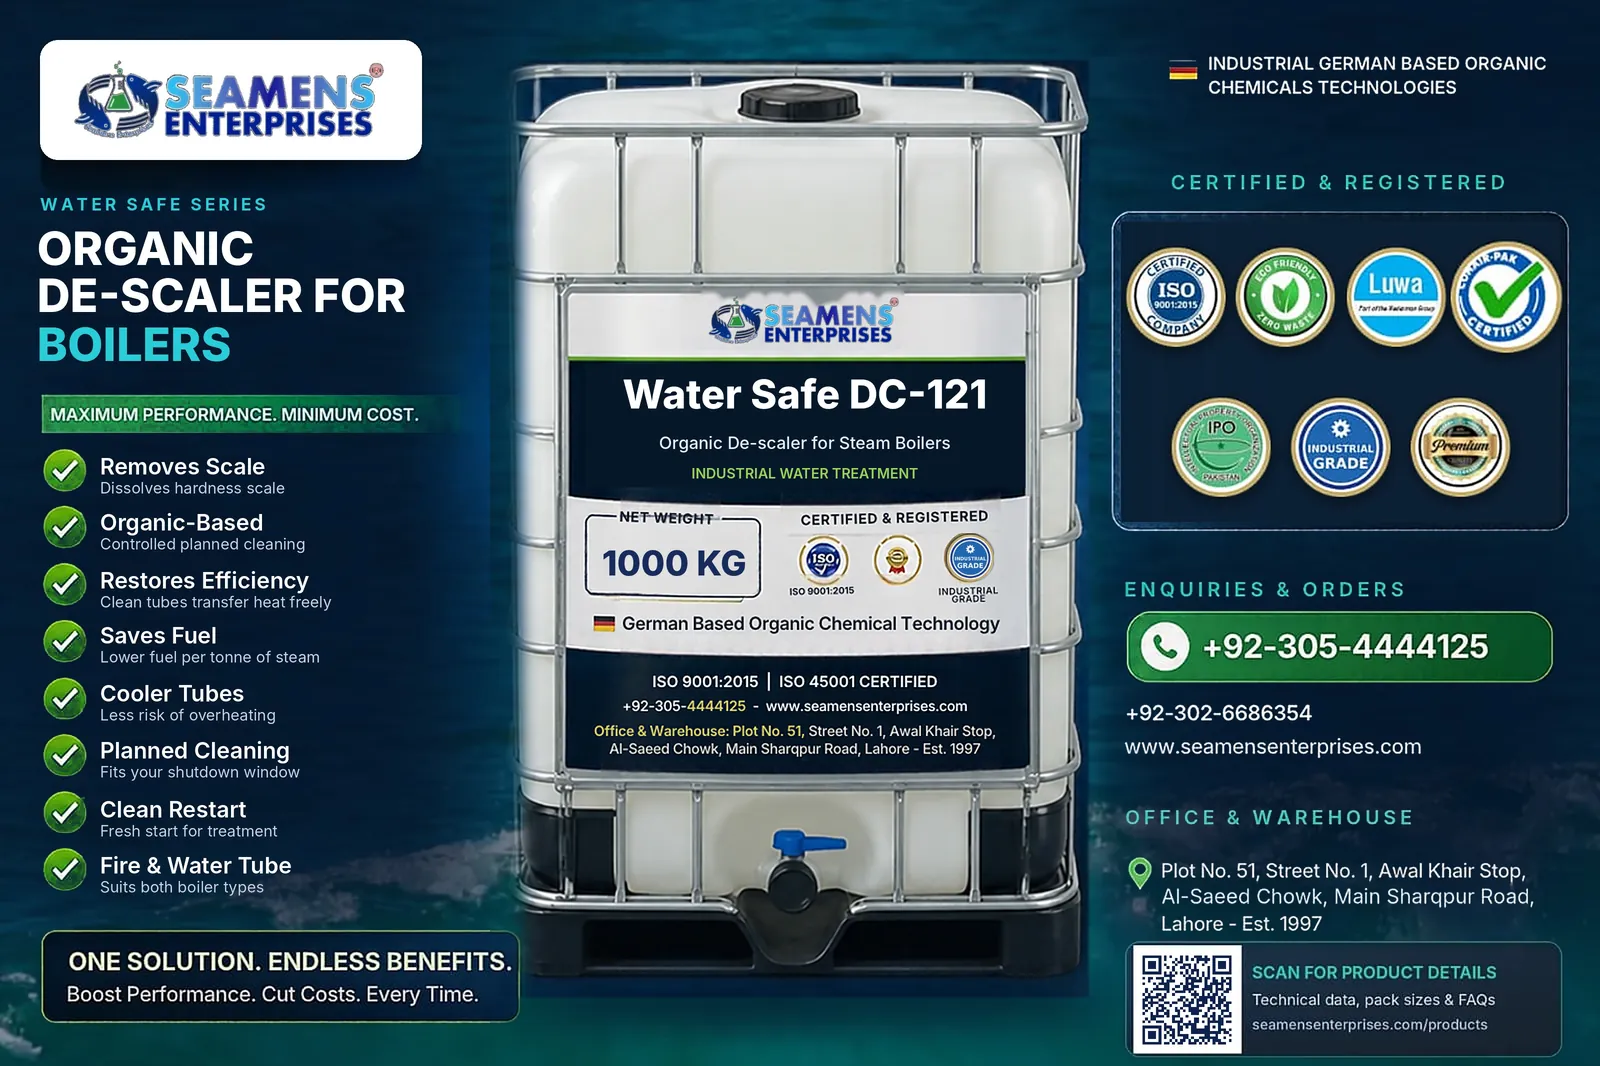 SEAMENS
ENTERPRISES
WATER SAFE SERIES
ORGANIC
DE-SCALER FOR
BOILERS
MAXIMUM PERFORMANCE. MINIMUM COST.
Removes Scale
Dissolves hardness scale
Organic-Based
Controlled planned cleaning
Restores Efficiency
Clean tubes transfer heat freely
Saves Fuel
Lower fuel per tonne of steam
Cooler Tubes
Less risk of overheating
Planned Cleaning
Fits your shutdown window
Clean Restart
Fresh start for treatment
Fire & Water Tube
Suits both boiler types
ONE SOLUTION. ENDLESS BENEFITS.
Boost Performance. Cut Costs. Every Time.
SEAMENS
ENTERPRISES
Water Safe DC-121
Organic De-scaler for Steam Boilers
INDUSTRIAL WATER TREATMENT
NET WEIGHT
1000 KG
CERTIFIED & REGISTERED
ISO
INDUSTRIAL
GRADE
ISO 9001:2015
INDUSTRIAL
GRADE
German Based Organic Chemical Technology
ISO 9001:2015 | ISO 45001 CERTIFIED
+92-305-4444125 - www.seamensenterprises.com
Office & Warehouse: Plot No. 51, Street No. 1, Awal Khair Stop,
Al-Saeed Chowk, Main Sharqpur Road, Lahore - Est. 1997
INDUSTRIAL GERMAN BASED ORGANIC
CHEMICALS TECHNOLOGIES
CERTIFIED & REGISTERED
CERTIFIED
ISO
9001:2015
COMPANY
ECO FRIENDLY
ZERO WASTE
Luwa
Part of the
Group
CERTIFIED
INTELLECTUAL PROPERTY ORGANIZATION
IPO
PAKISTAN
INDUSTRIAL
GRADE
Premium
ENQUIRIES & ORDERS
+92-305-4444125
+92-302-6686354
www.seamensenterprises.com
OFFICE & WAREHOUSE
Plot No. 51, Street No. 1, Awal Khair Stop,
Al-Saeed Chowk, Main Sharqpur Road,
Lahore - Est. 1997
SCAN FOR PRODUCT DETAILS
Technical data, pack sizes & FAQs
seamensenterprises.com/products